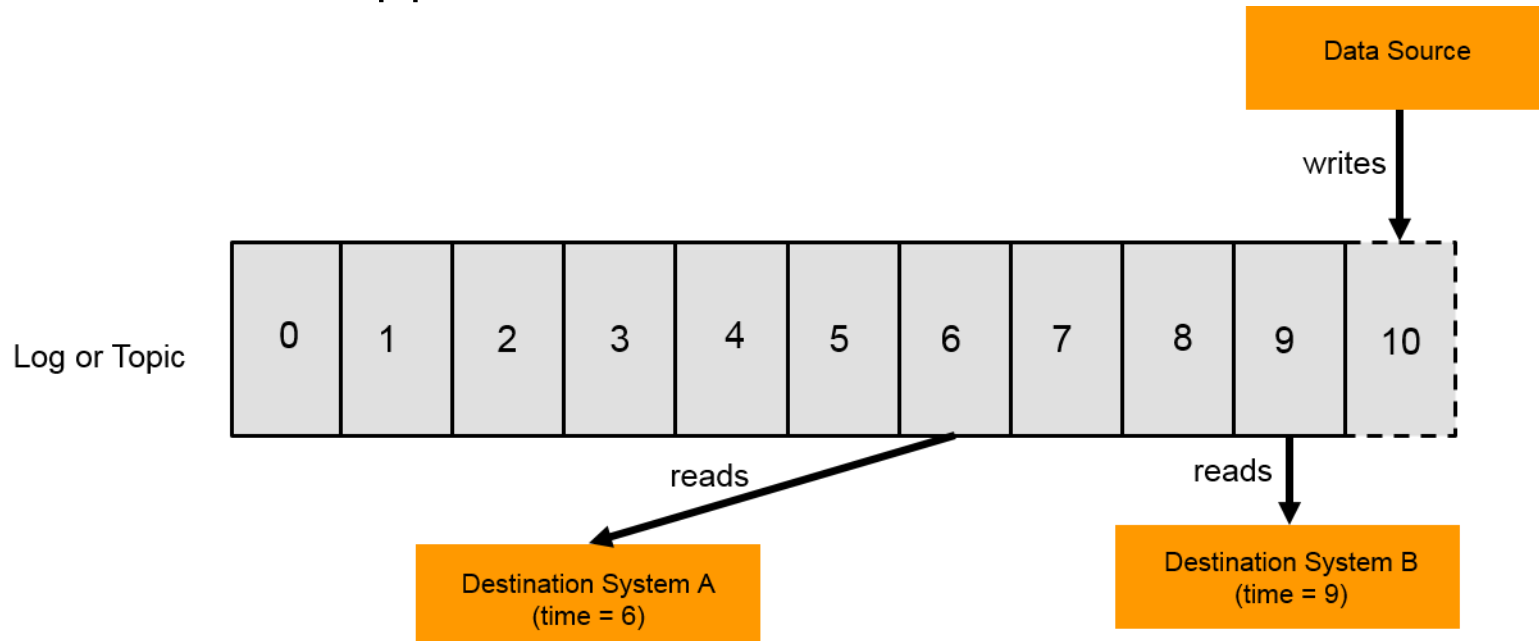 Data Source
writes
Log or Topic
0 1 2 3 4 5 6 7 8 9 10
reads
reads
Destination System A
(time = 6)
Destination System B
(time = 9)